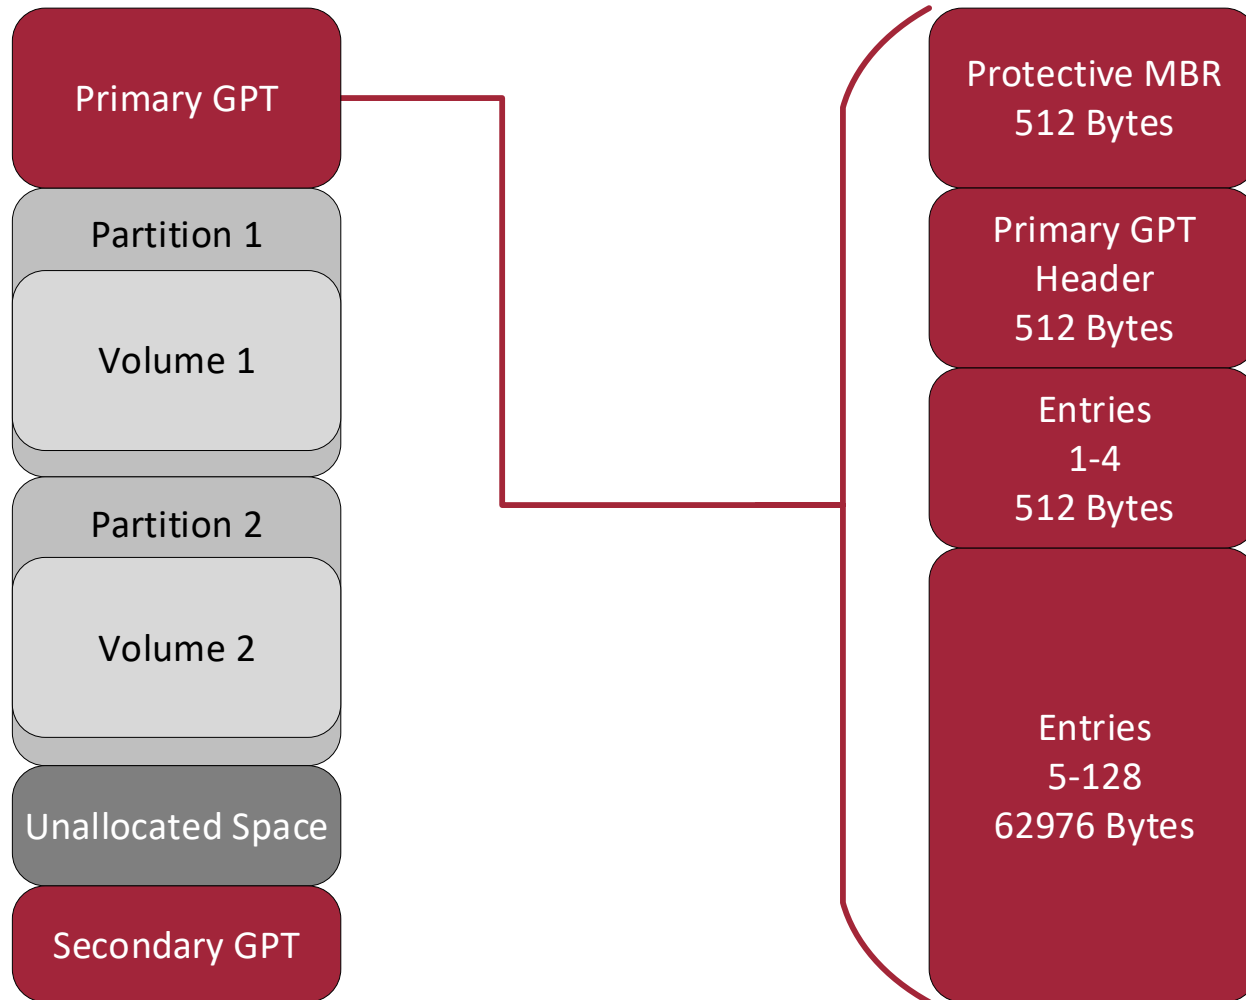 Primary GPT
Partition 1
Volume 1
Partition 2
Volume 2
Unallocated Space
Secondary GPT
Protective MBR
512 Bytes
Primary GPT
Header
512 Bytes
Entries
1-4
512 Bytes
Entries
5-128
62976 Bytes